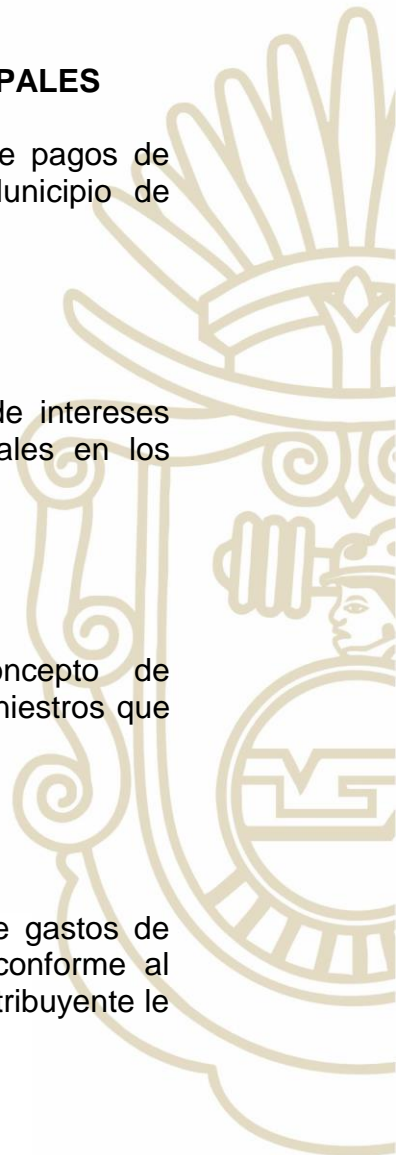 PALES
e pagos de
unicipio de
de intereses
ales en los
oncepto de
niestros que
e gastos de
conforme al
tribuyente le